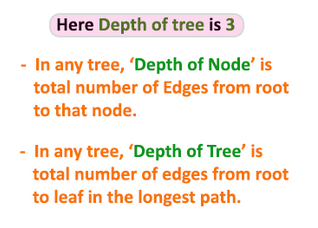 Here Depth of tree is 3
- In any tree, ‘Depth of Node’ is
total number of Edges from root
to that node.
- In any tree, ‘Depth of Tree’ is
total number of edges from root
to leaf in the longest path.